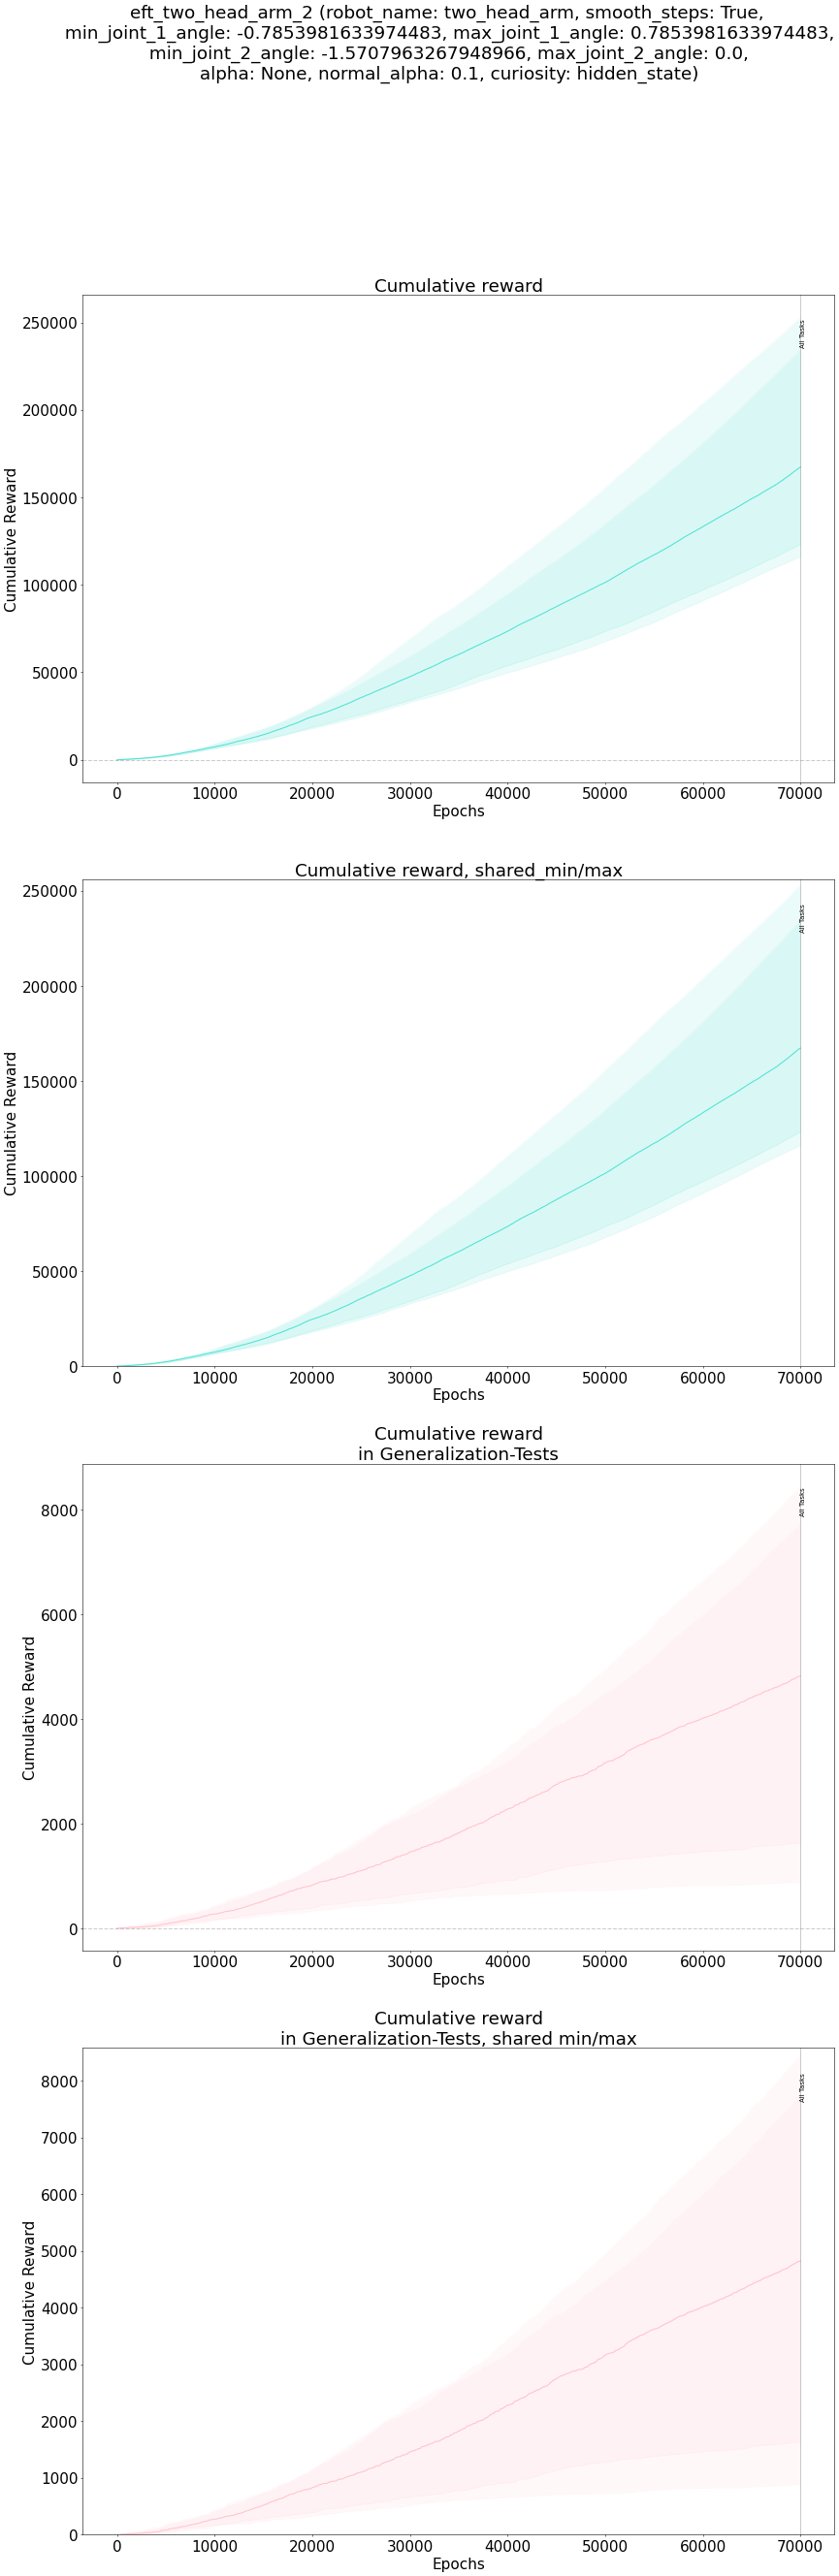 eft_two_head_arm_2 (robot_name: two_head_arm, smooth_steps: True,
min_joint_1_angle: -0.7853981633974483, max_joint_1_angle: 0.7853981633974483,
min_joint_2_angle: -1.5707963267948966, max_joint_2_angle: 0.0,
alpha: None, normal_alpha: 0.1, curiosity: hidden_state)
Cumulative reward
250000
200000
150000
100000
50000
0
Cumulative Reward
All Tasks
0 10000 20000 30000 40000 50000 60000 70000
Epochs
Cumulative reward, shared_min/max
250000
200000
150000
100000
50000
0
Cumulative Reward
All Tasks
0 10000 20000 30000 40000 50000 60000 70000
Epochs
Cumulative reward
in Generalization-Tests
8000
6000
4000
2000
0
Cumulative Reward
All Tasks
0 10000 20000 30000 40000 50000 60000 70000
Epochs
Cumulative reward
in Generalization-Tests, shared min/max
8000
7000
6000
5000
4000
3000
2000
1000
0
Cumulative Reward
All Tasks
0 10000 20000 30000 40000 50000 60000 70000
Epochs